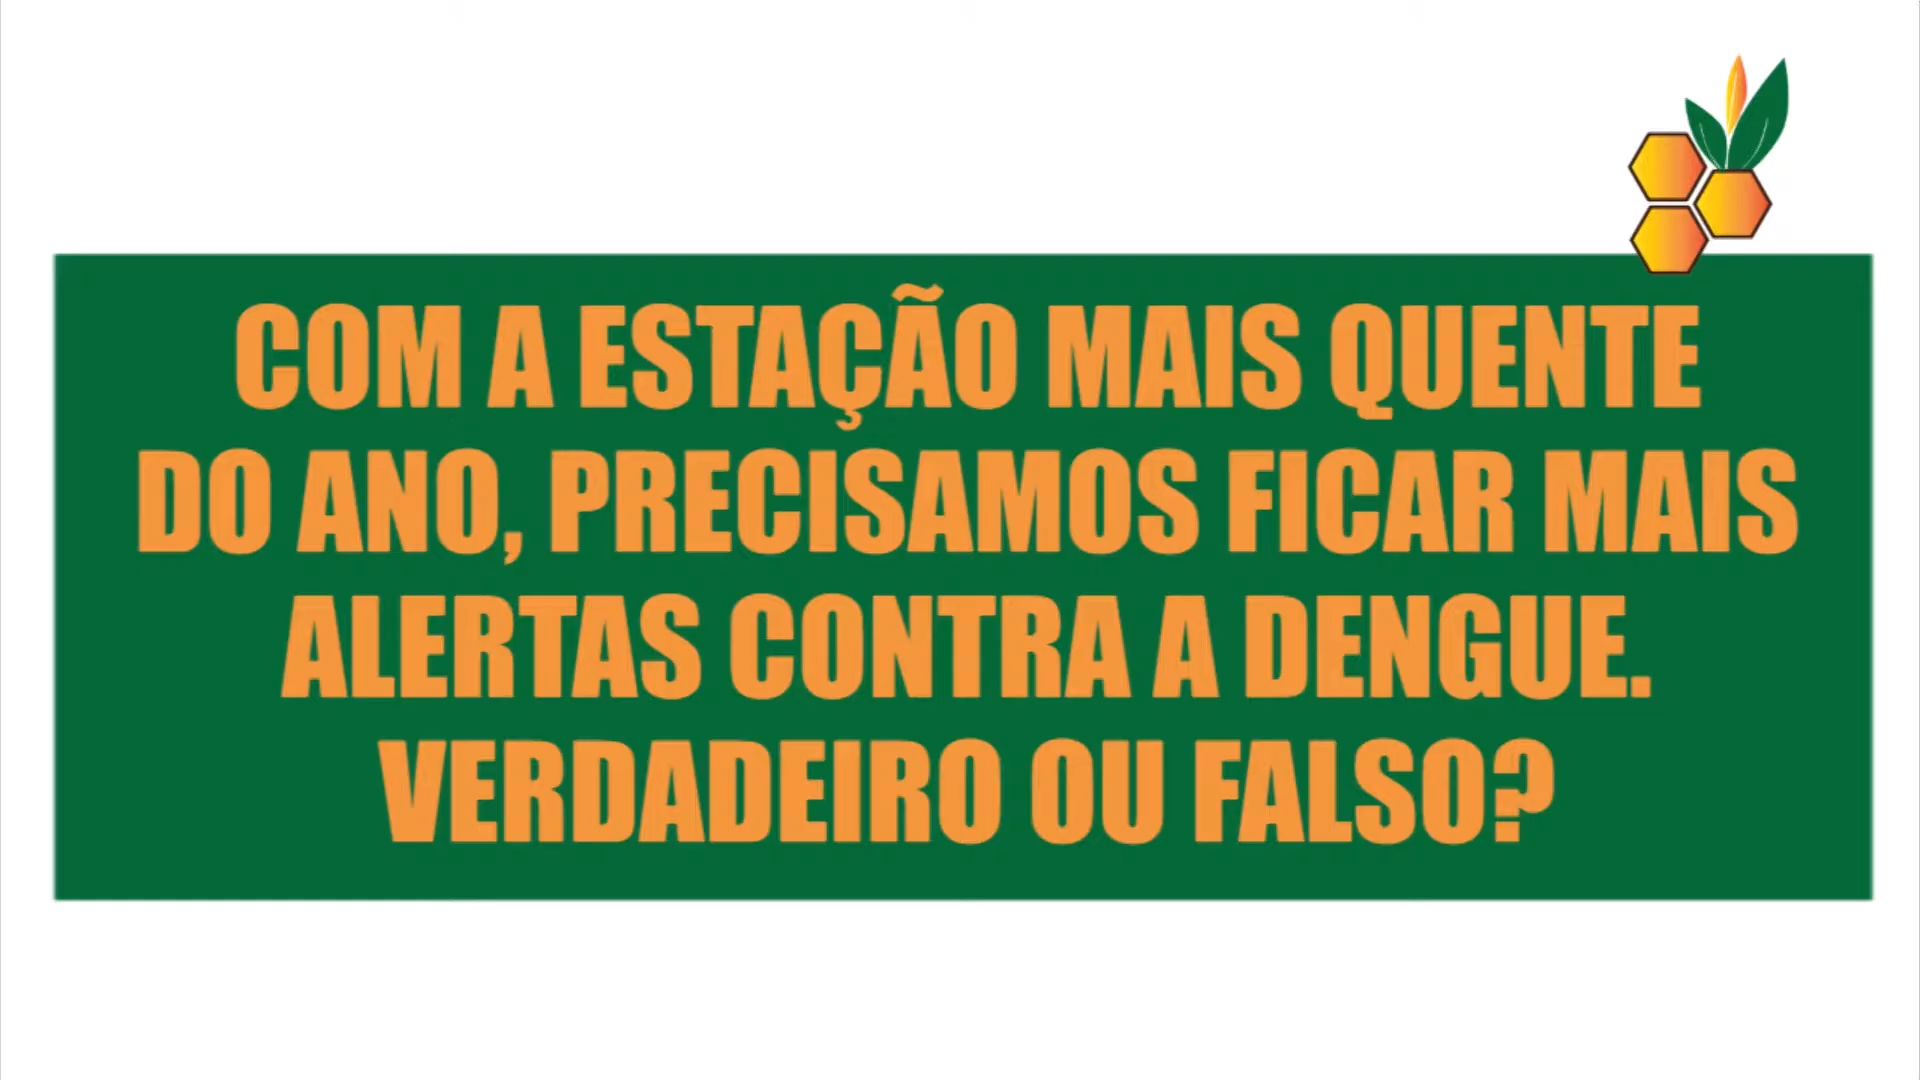 COM A ESTAÇÃO MAIS QUENTE
DO ANO, PRECISAMOS FICAR MAIS
ALERTAS CONTRA A DENGUE.
VERDADEIRO OU FALSO?